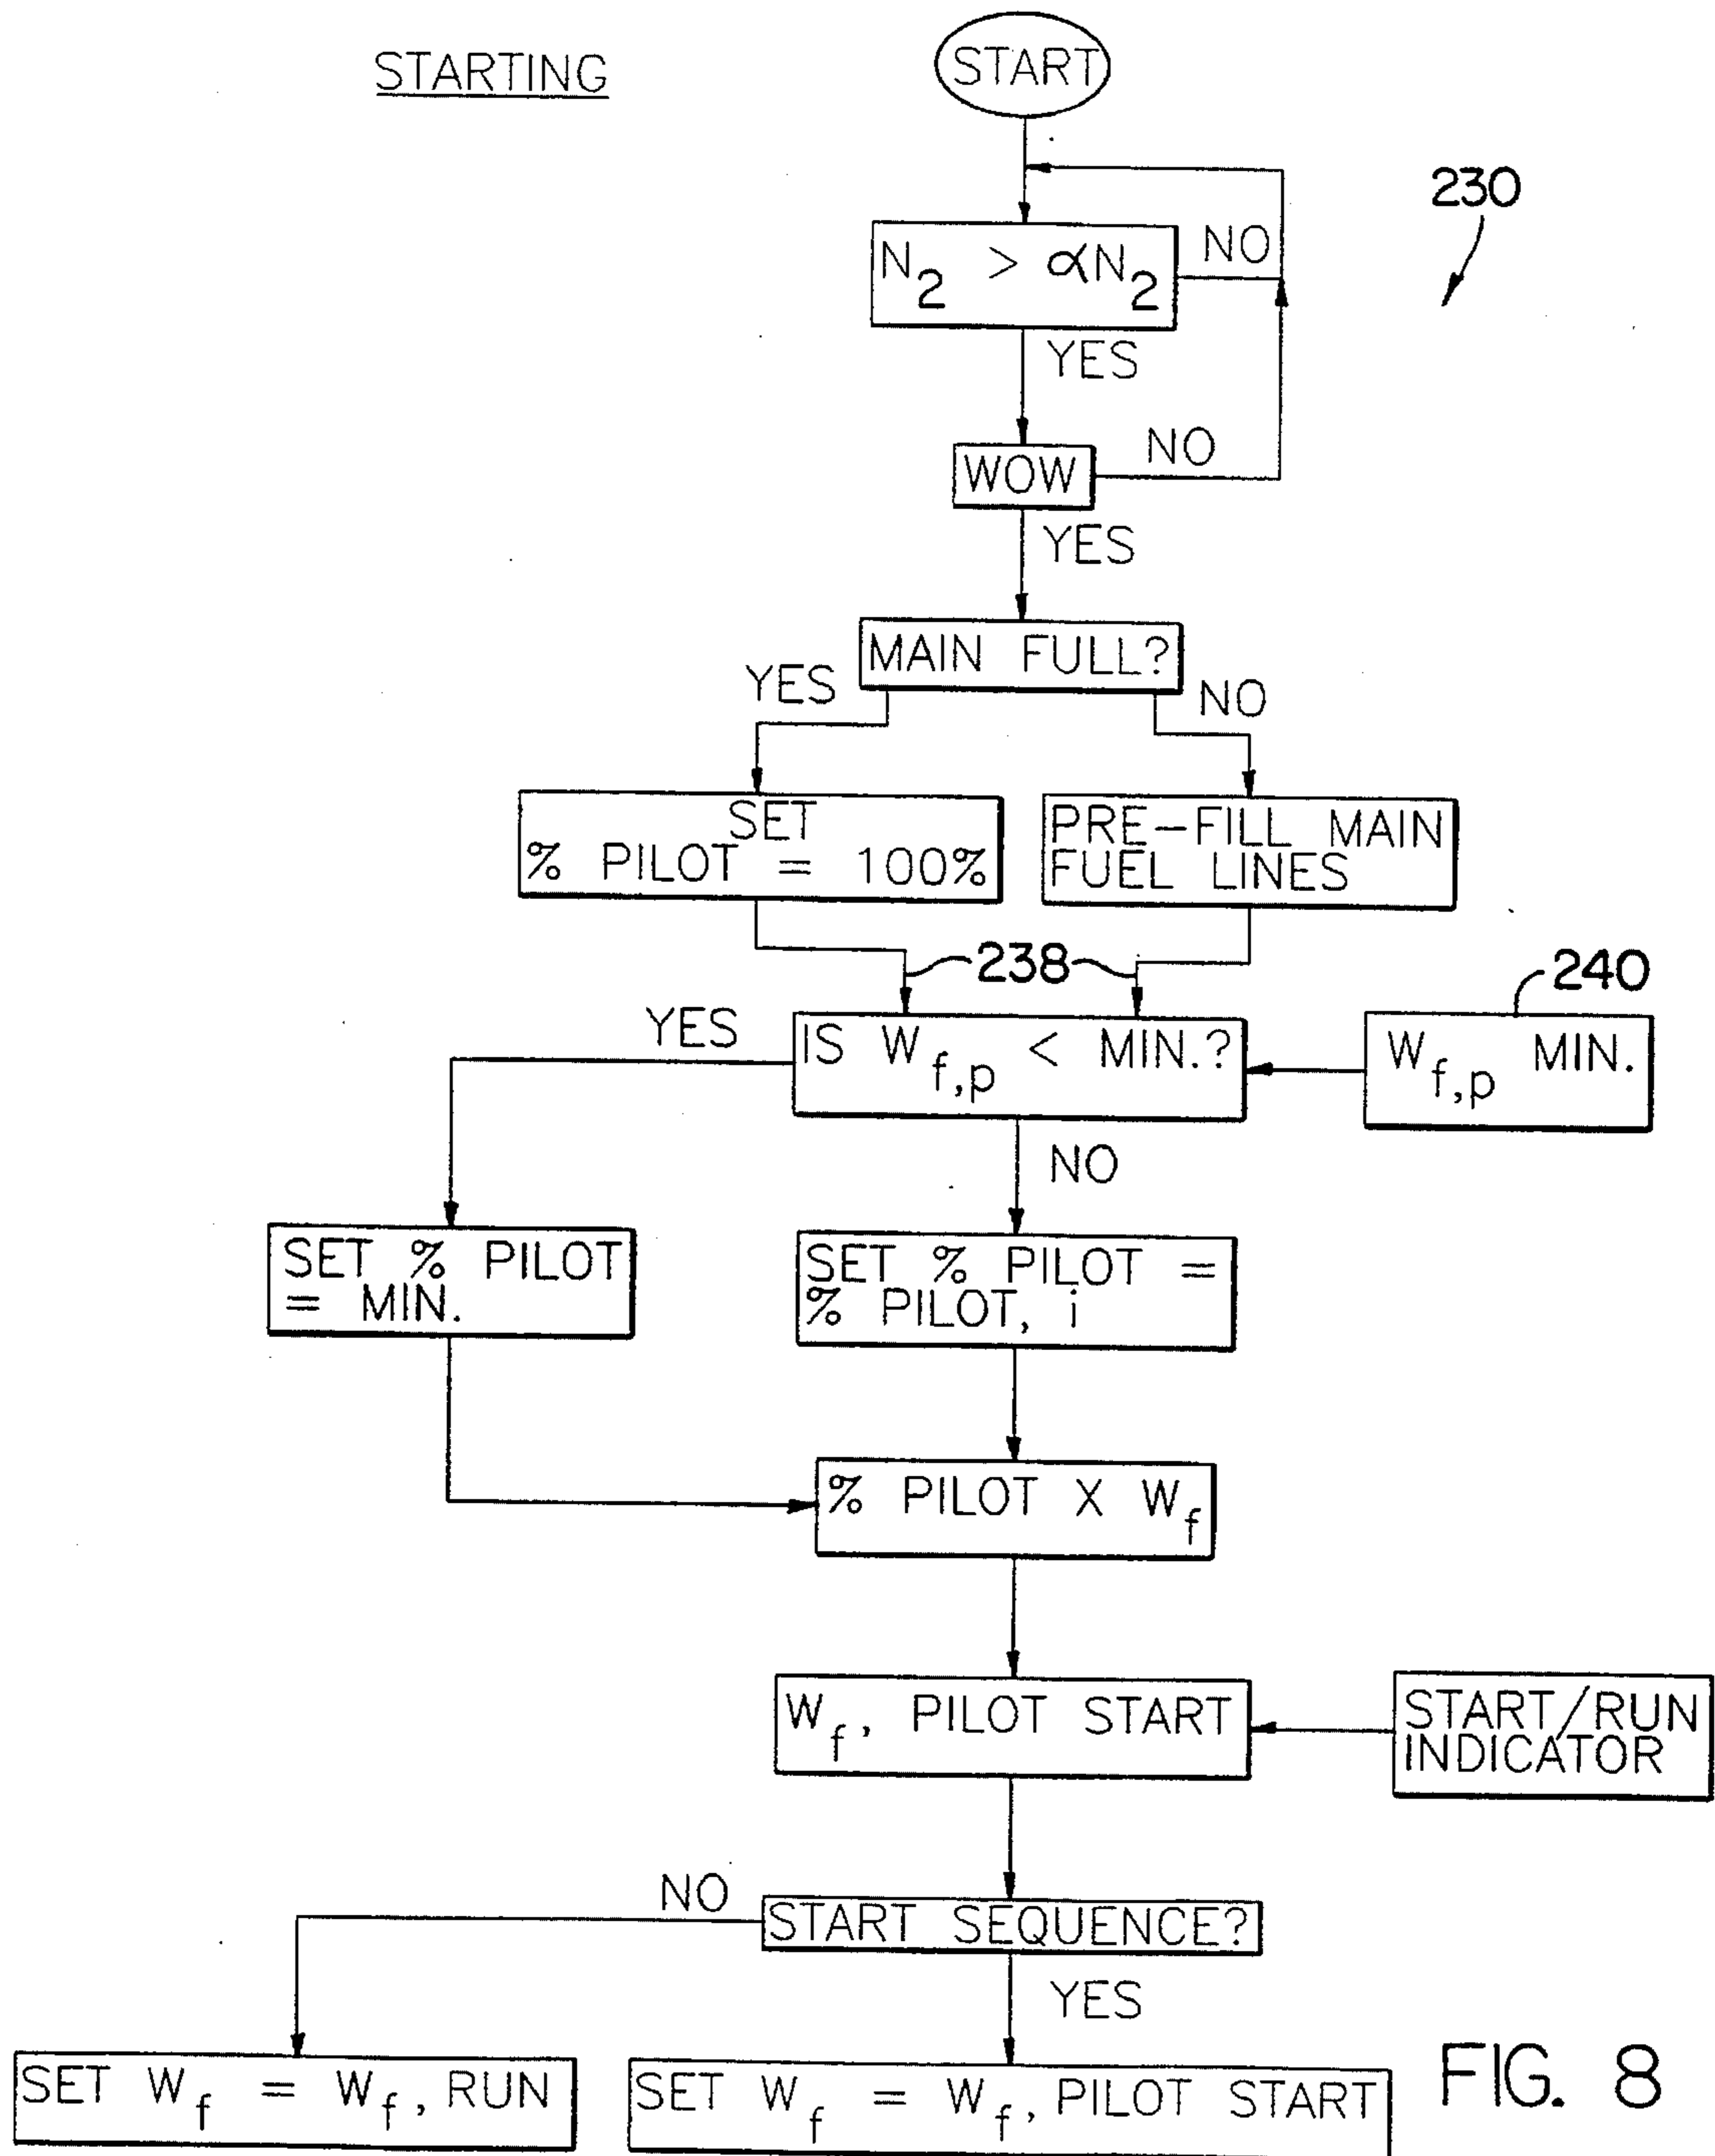 STARTING
START
230
N2 > αN2
NO
YES
WOW
NO
YES
MAIN FULL?
YES
NO
SET
% PILOT = 100%
PRE-FILL MAIN
FUEL LINES
238
240
YES
IS Wf,p < MIN.?
Wf,p MIN.
NO
SET % PILOT
= MIN.
SET % PILOT =
% PILOT, i
% PILOT X Wf
Wf, PILOT START
START/RUN
INDICATOR
NO
START SEQUENCE?
YES
SET Wf = Wf, RUN
SET Wf = Wf, PILOT START
FIG. 8